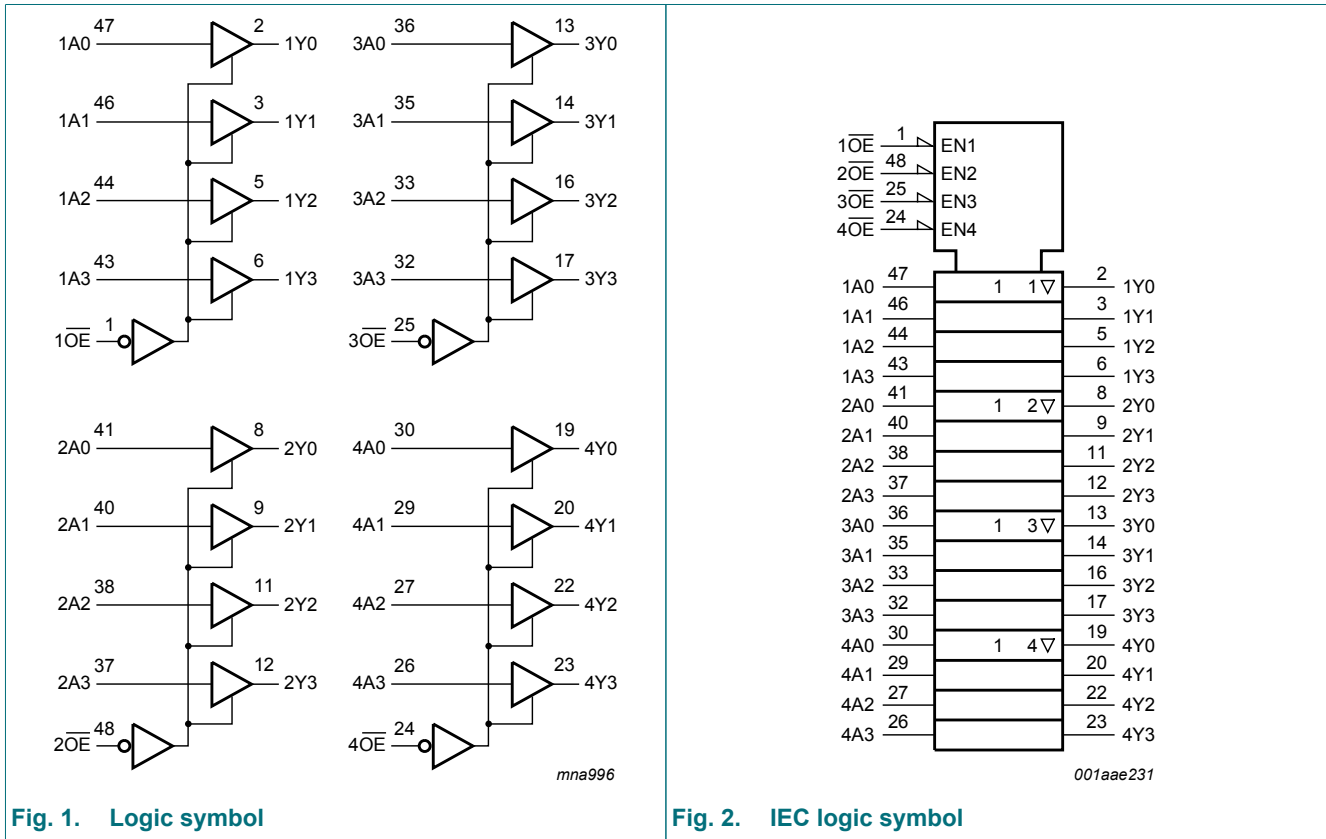 47 2 36 13
1A0 1Y0 3A0 3Y0
46 3 35 14
1A1 1Y1 3A1 3Y1
44 5 33 16
1A2 1Y2 3A2 3Y2
43 6 32 17
1A3 1Y3 3A3 3Y3
1 25
1O̅E̅ 3O̅E̅
41 8 30 19
2A0 2Y0 4A0 4Y0
40 9 29 20
2A1 2Y1 4A1 4Y1
38 11 27 22
2A2 2Y2 4A2 4Y2
37 12 26 23
2A3 2Y3 4A3 4Y3
48 24
2O̅E̅ 4O̅E̅
mna996
Fig. 1. Logic symbol
1O̅E̅ 1 EN1
2O̅E̅ 48 EN2
3O̅E̅ 25 EN3
4O̅E̅ 24 EN4
1A0 47 1 1▽ 2 1Y0
1A1 46 3 1Y1
1A2 44 5 1Y2
1A3 43 6 1Y3
2A0 41 1 2▽ 8 2Y0
2A1 40 9 2Y1
2A2 38 11 2Y2
2A3 37 12 2Y3
3A0 36 1 3▽ 13 3Y0
3A1 35 14 3Y1
3A2 33 16 3Y2
3A3 32 17 3Y3
4A0 30 1 4▽ 19 4Y0
4A1 29 20 4Y1
4A2 27 22 4Y2
4A3 26 23 4Y3
001aae231
Fig. 2. IEC logic symbol